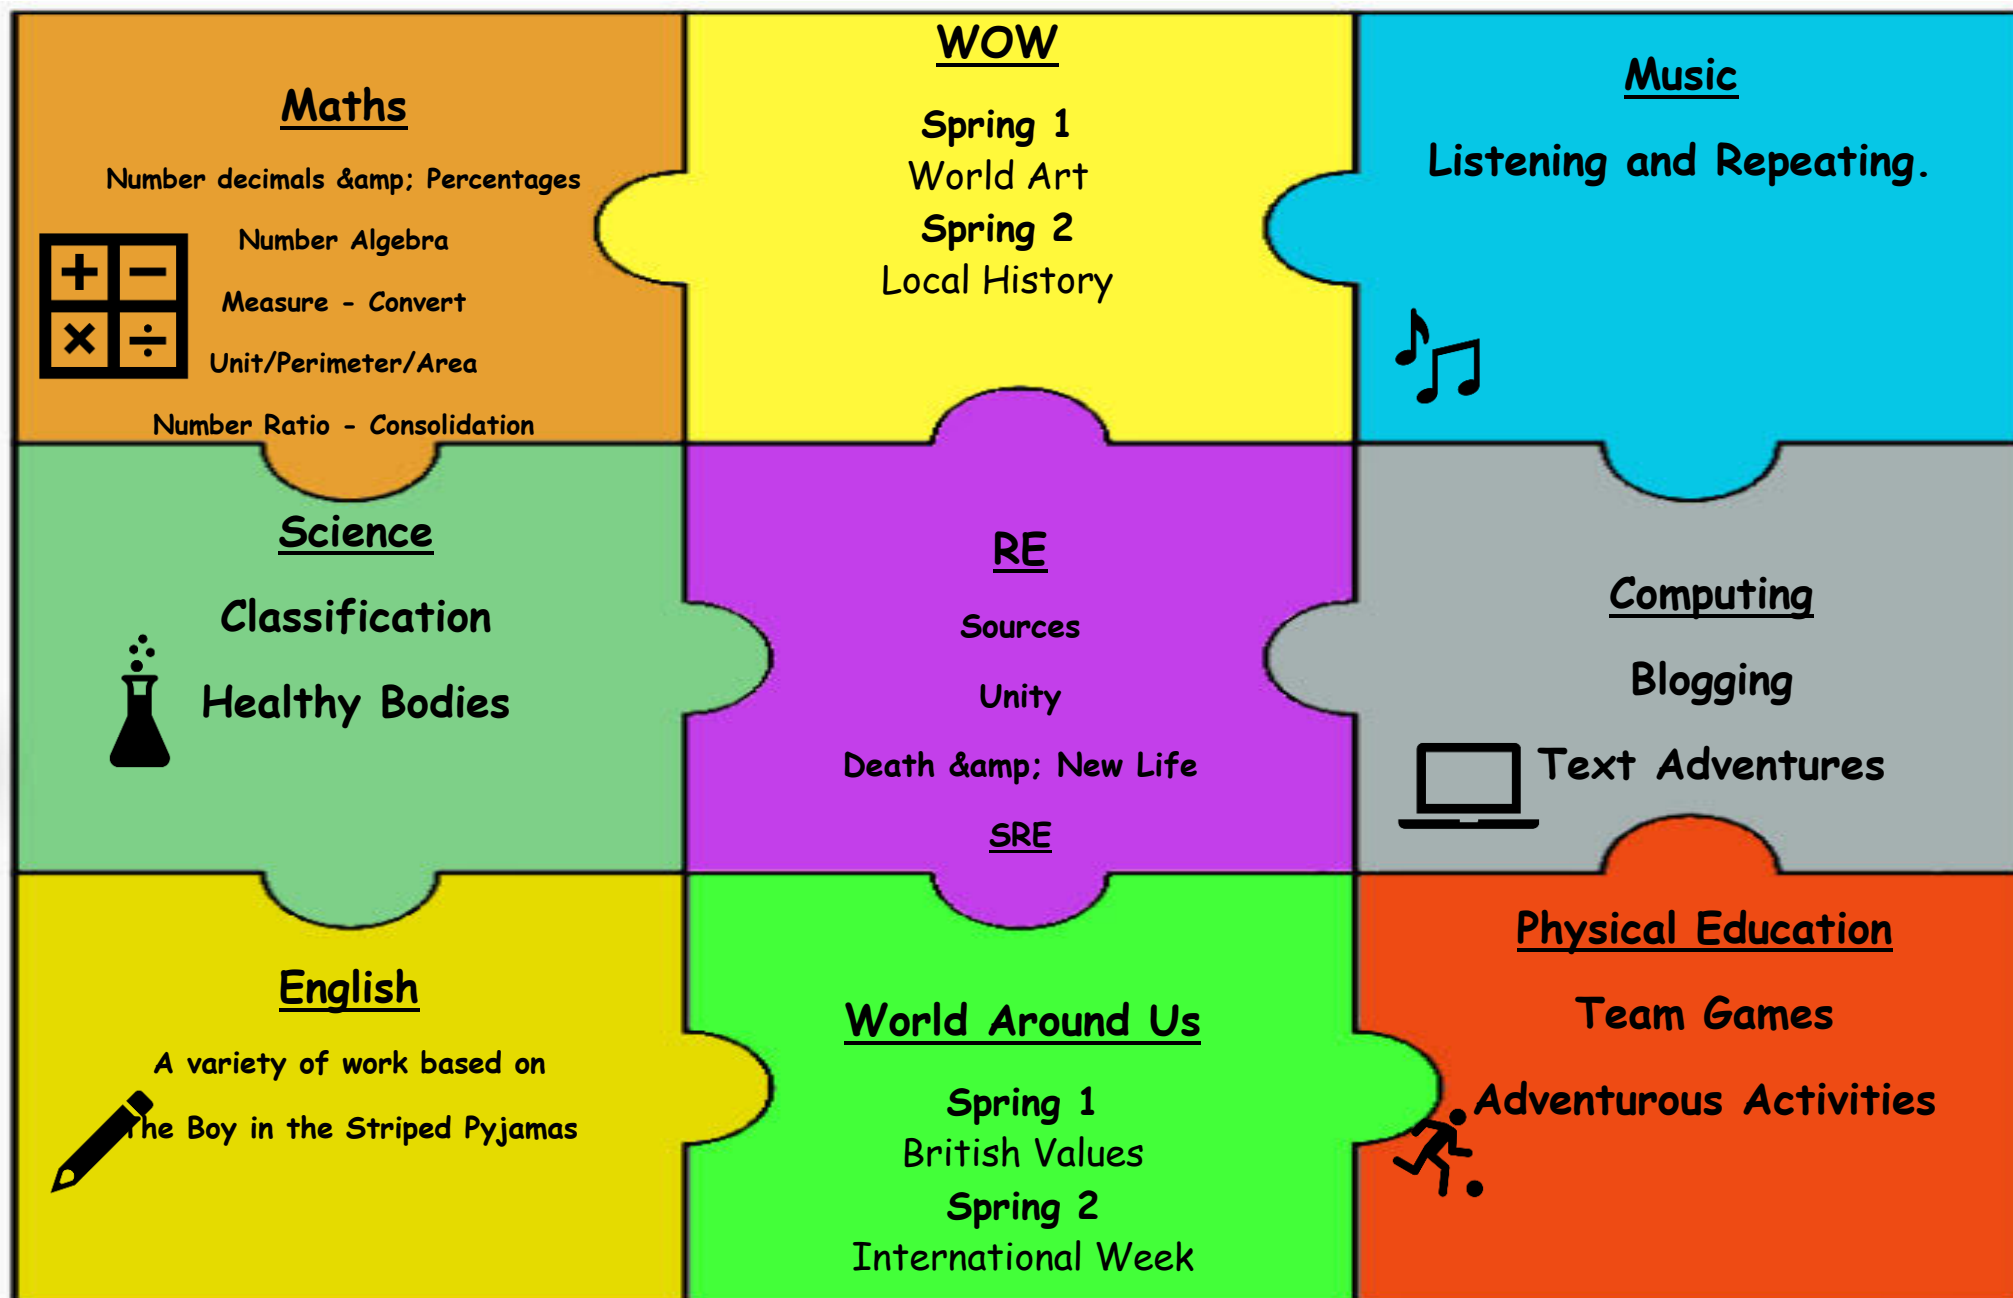 Maths
Number decimals &amp; Percentages
Number Algebra
Measure - Convert
Unit/Perimeter/Area
Number Ratio - Consolidation
WOW
Spring 1
World Art
Spring 2
Local History
Music
Listening and Repeating.
Science
Classification
Healthy Bodies
RE
Sources
Unity
Death &amp; New Life
SRE
Computing
Blogging
Text Adventures
English
A variety of work based on
The Boy in the Striped Pyjamas
World Around Us
Spring 1
British Values
Spring 2
International Week
Physical Education
Team Games
Adventurous Activities